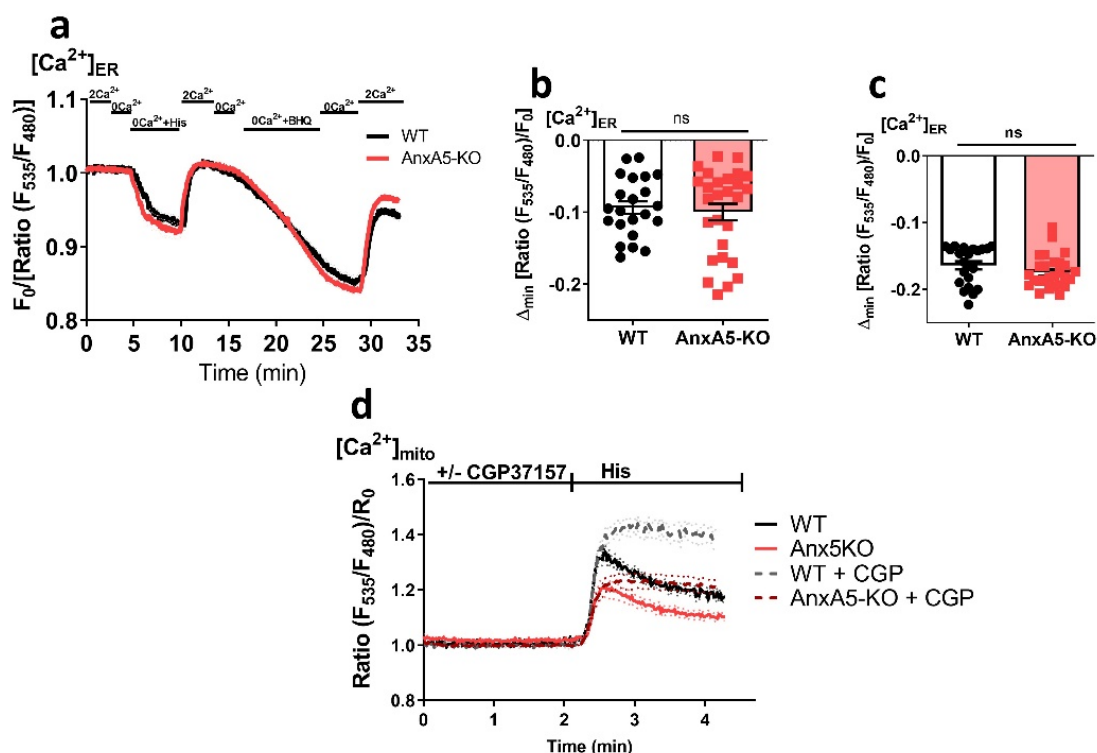 a
[Ca²⁺]ER
2Ca²⁺ 0Ca²⁺ 0Ca²⁺+His 2Ca²⁺ 0Ca²⁺ 0Ca²⁺+BHQ 0Ca²⁺ 2Ca²⁺
WT
AnxA5-KO
F₀/[Ratio (F₅₃₅/F₄₈₀)]
1.1
1.0
0.9
0.8
0 5 10 15 20 25 30 35
Time (min)
b
[Ca²⁺]ER
ns
Δmin [Ratio (F₅₃₅/F₄₈₀)/F₀]
0.0
-0.1
-0.2
WT AnxA5-KO
c
[Ca²⁺]ER
ns
Δmin [Ratio (F₅₃₅/F₄₈₀)/F₀]
0.0
-0.1
-0.2
WT AnxA5-KO
d
[Ca²⁺]mito
+/- CGP37157 His
Ratio (F₅₃₅/F₄₈₀)/R₀
1.6
1.4
1.2
1.0
0.8
0 1 2 3 4
Time (min)
WT
Anx5KO
WT + CGP
AnxA5-KO + CGP